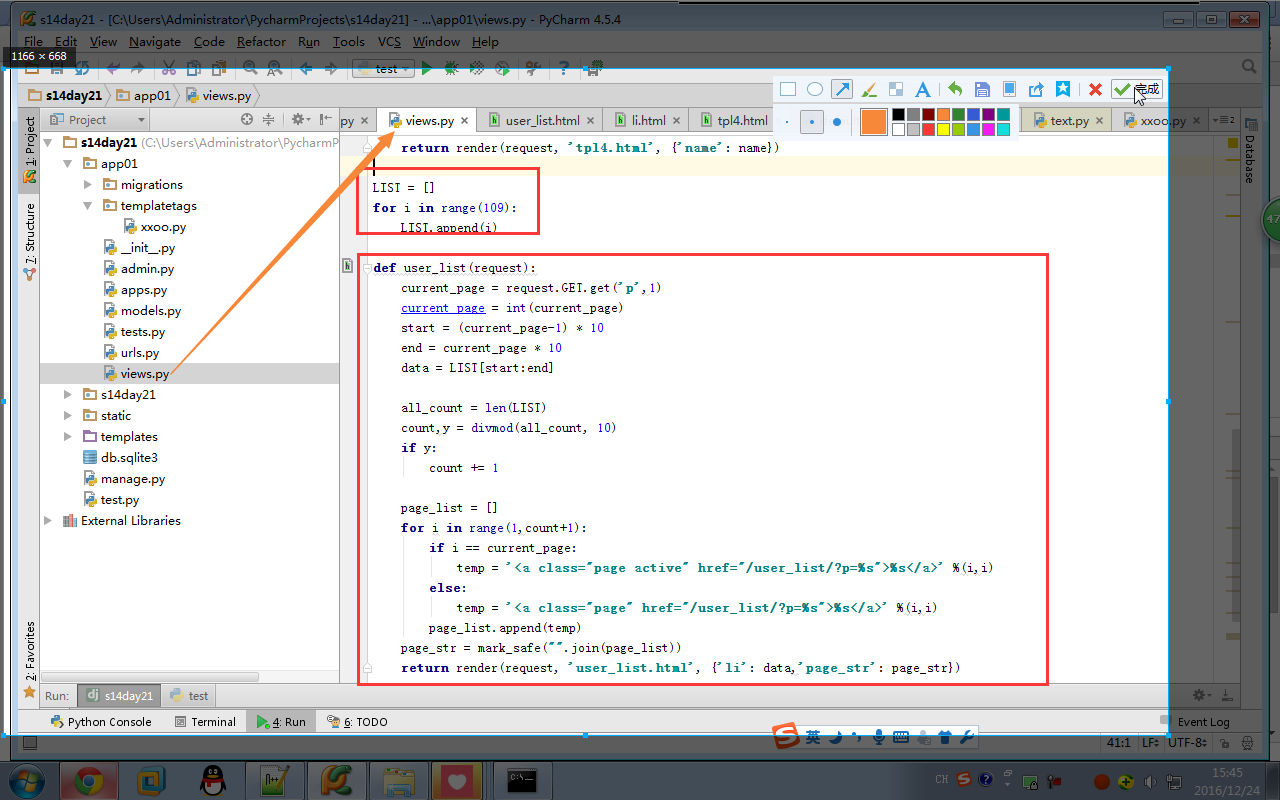 s14day21 - [C:\Users\Administrator\PycharmProjects\s14day21] - ...\app01\views.py - PyCharm 4.5.4
File Edit View Navigate Code Refactor Run Tools VCS Window Help
1166 × 668
test
s14day21 app01 views.py
完成
Project
py views.py user_list.html li.html tpl4.html text.py xxoo.py
1: Project
7: Structure
2: Favorites
Database
s14day21 (C:\Users\Administrator\PycharmP
app01
migrations
templatetags
xxoo.py
__init__.py
admin.py
apps.py
models.py
tests.py
urls.py
views.py
s14day21
static
templates
db.sqlite3
manage.py
test.py
External Libraries
return render(request, 'tpl4.html', {'name': name})
LIST = []
for i in range(109):
LIST.append(i)
def user_list(request):
current_page = request.GET.get('p',1)
current_page = int(current_page)
start = (current_page-1) * 10
end = current_page * 10
data = LIST[start:end]
all_count = len(LIST)
count,y = divmod(all_count, 10)
if y:
count += 1
page_list = []
for i in range(1,count+1):
if i == current_page:
temp = '<a class="page active" href="/user_list/?p=%s">%s</a>' %(i,i)
else:
temp = '<a class="page" href="/user_list/?p=%s">%s</a>' %(i,i)
page_list.append(temp)
page_str = mark_safe("".join(page_list))
return render(request, 'user_list.html', {'li': data,'page_str': page_str})
47
Run: s14day21 test
Python Console Terminal 4: Run 6: TODO Event Log
英
41:1 LF UTF-8
CH
15:45
2016/12/24